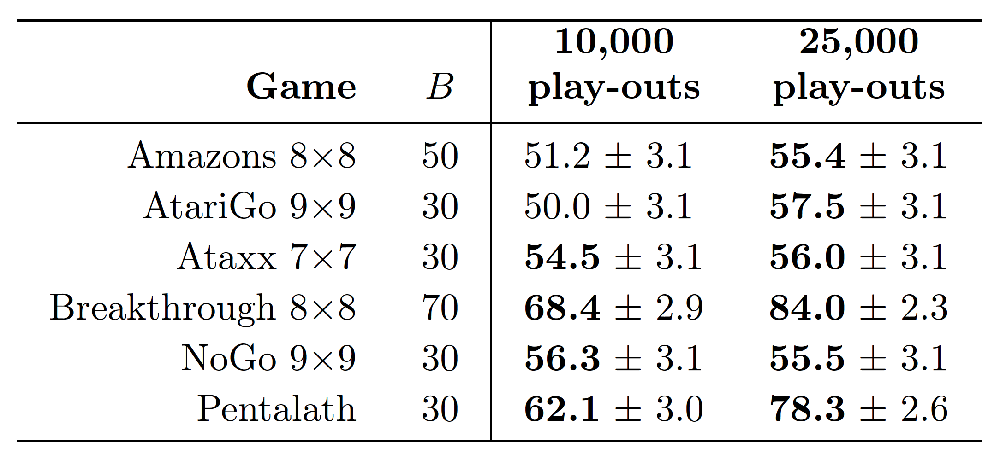 10,000 25,000
Game B play-outs play-outs
Amazons 8×8 50 51.2 ± 3.1 55.4 ± 3.1
AtariGo 9×9 30 50.0 ± 3.1 57.5 ± 3.1
Ataxx 7×7 30 54.5 ± 3.1 56.0 ± 3.1
Breakthrough 8×8 70 68.4 ± 2.9 84.0 ± 2.3
NoGo 9×9 30 56.3 ± 3.1 55.5 ± 3.1
Pentalath 30 62.1 ± 3.0 78.3 ± 2.6